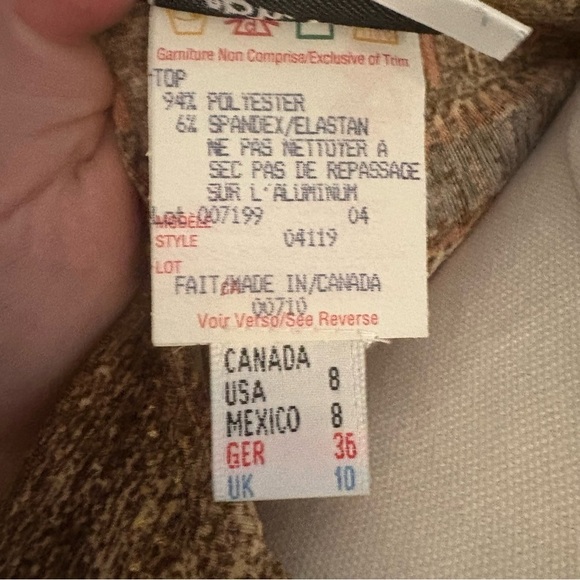 Garniture Non Comprise/Exclusive of Trim
TOP
94% POLYESTER
6% SPANDEX/ELASTAN
NE PAS NETTOYER A
SEC PAS DE REPASSAGE
SUR L'ALUMINUM
Lot 007199 04
MODÈLE
STYLE 04119
LOT
FAIT/MADE IN/CANADA
00710
Voir Verso/See Reverse
CANADA
USA 8
MEXICO 8
GER 36
UK 10